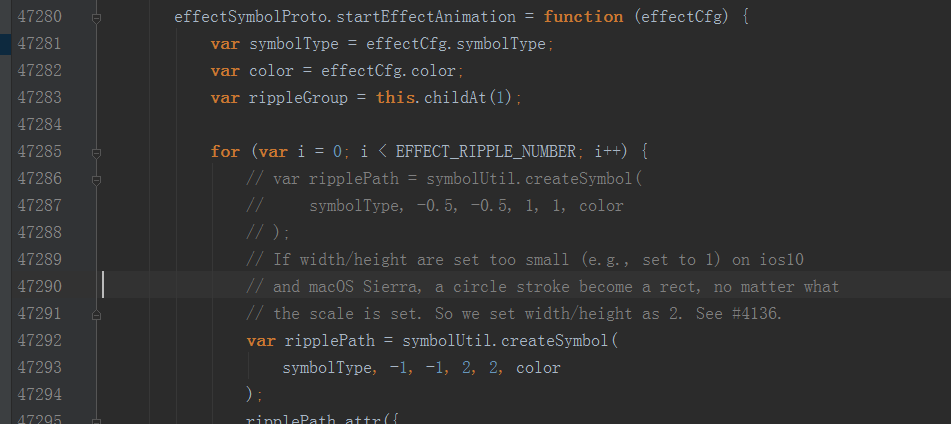 47280 effectSymbolProto.startEffectAnimation = function (effectCfg) {
47281 var symbolType = effectCfg.symbolType;
47282 var color = effectCfg.color;
47283 var rippleGroup = this.childAt(1);
47284
47285 for (var i = 0; i < EFFECT_RIPPLE_NUMBER; i++) {
47286 // var ripplePath = symbolUtil.createSymbol(
47287 // symbolType, -0.5, -0.5, 1, 1, color
47288 // );
47289 // If width/height are set too small (e.g., set to 1) on ios10
47290 // and macOS Sierra, a circle stroke become a rect, no matter what
47291 // the scale is set. So we set width/height as 2. See #4136.
47292 var ripplePath = symbolUtil.createSymbol(
47293 symbolType, -1, -1, 2, 2, color
47294 );
47295 ripplePath.attr({